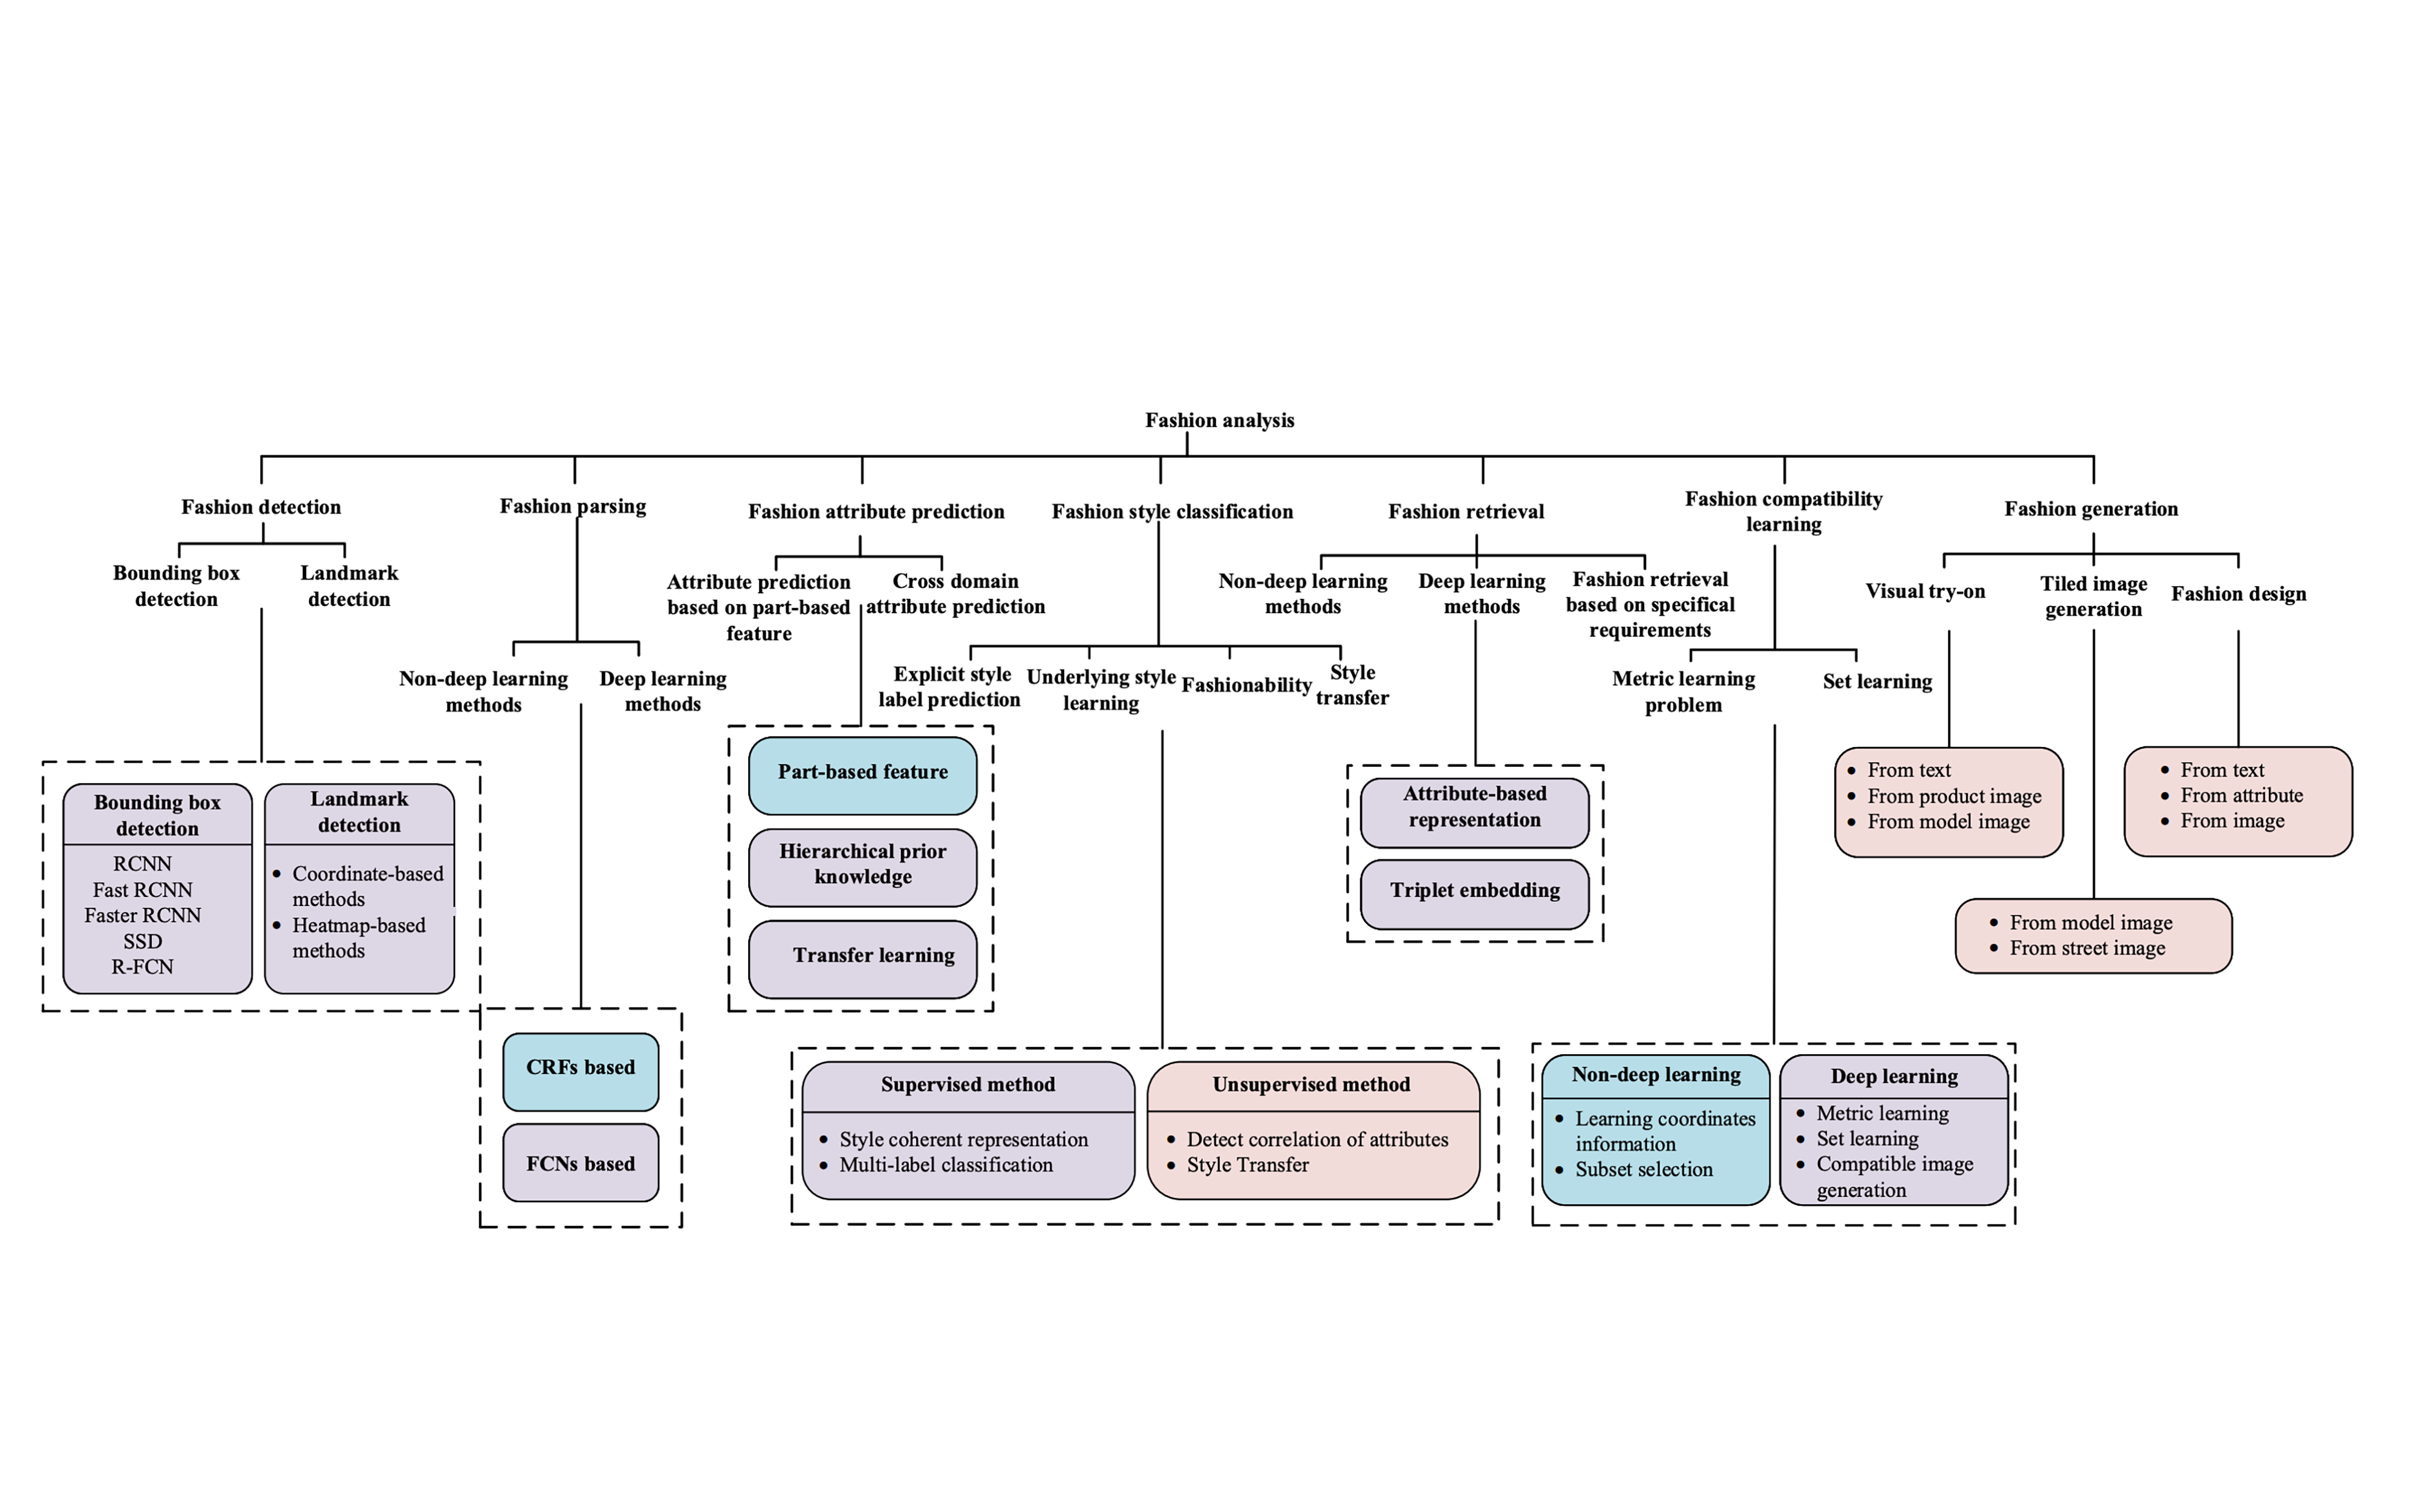 Fashion analysis
Fashion detection
Bounding box
detection
Landmark
detection
Bounding box
detection
RCNN
Fast RCNN
Faster RCNN
SSD
R-FCN
Landmark
detection
• Coordinate-based
methods
• Heatmap-based
methods
Fashion parsing
Non-deep learning
methods
Deep learning
methods
CRFs based
FCNs based
Fashion attribute prediction
Attribute prediction
based on part-based
feature
Cross domain
attribute prediction
Part-based feature
Hierarchical prior
knowledge
Transfer learning
Fashion style classification
Explicit style
label prediction
Underlying style
learning
Fashionability
Style
transfer
Supervised method
• Style coherent representation
• Multi-label classification
Unsupervised method
• Detect correlation of attributes
• Style Transfer
Fashion retrieval
Non-deep learning
methods
Deep learning
methods
Fashion retrieval
based on specifical
requirements
Attribute-based
representation
Triplet embedding
Fashion compatibility
learning
Metric learning
problem
Set learning
Non-deep learning
• Learning coordinates
information
• Subset selection
Deep learning
• Metric learning
• Set learning
• Compatible image
generation
Fashion generation
Visual try-on
Tiled image
generation
Fashion design
• From text
• From product image
• From model image
• From model image
• From street image
• From text
• From attribute
• From image